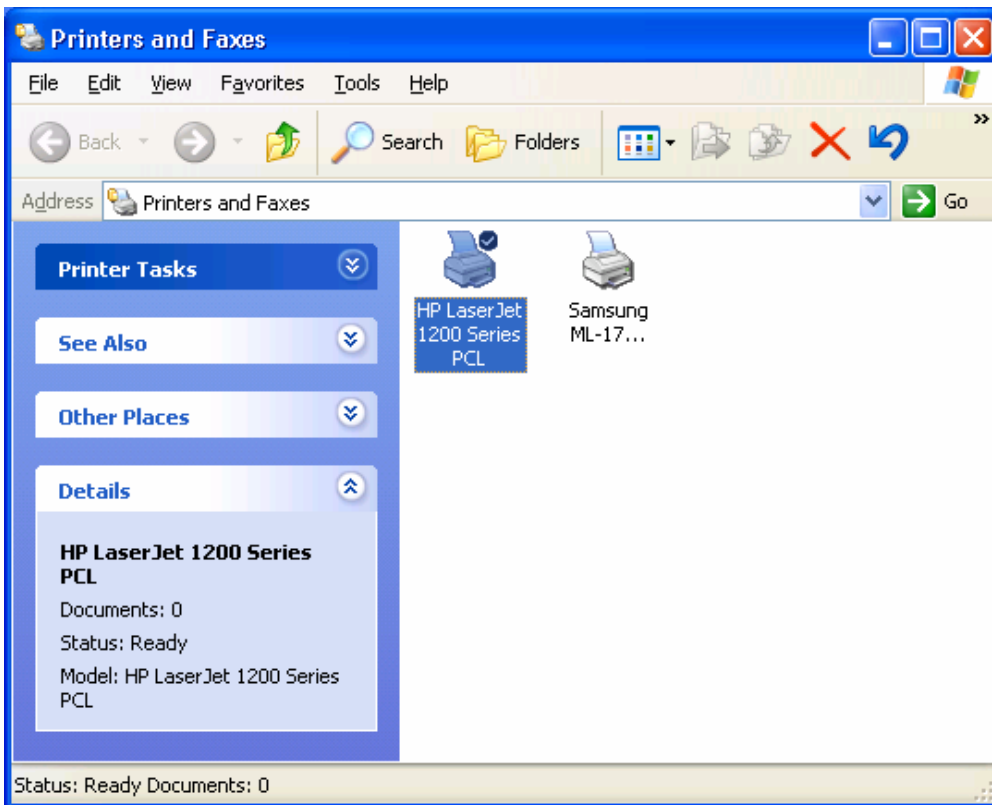 Printers and Faxes
File Edit View Favorites Tools Help
Back Search Folders »
Address Printers and Faxes Go
Printer Tasks
See Also
Other Places
Details
HP LaserJet 1200 Series
PCL
Documents: 0
Status: Ready
Model: HP LaserJet 1200 Series
PCL
HP LaserJet
1200 Series
PCL
Samsung
ML-17...
Status: Ready Documents: 0